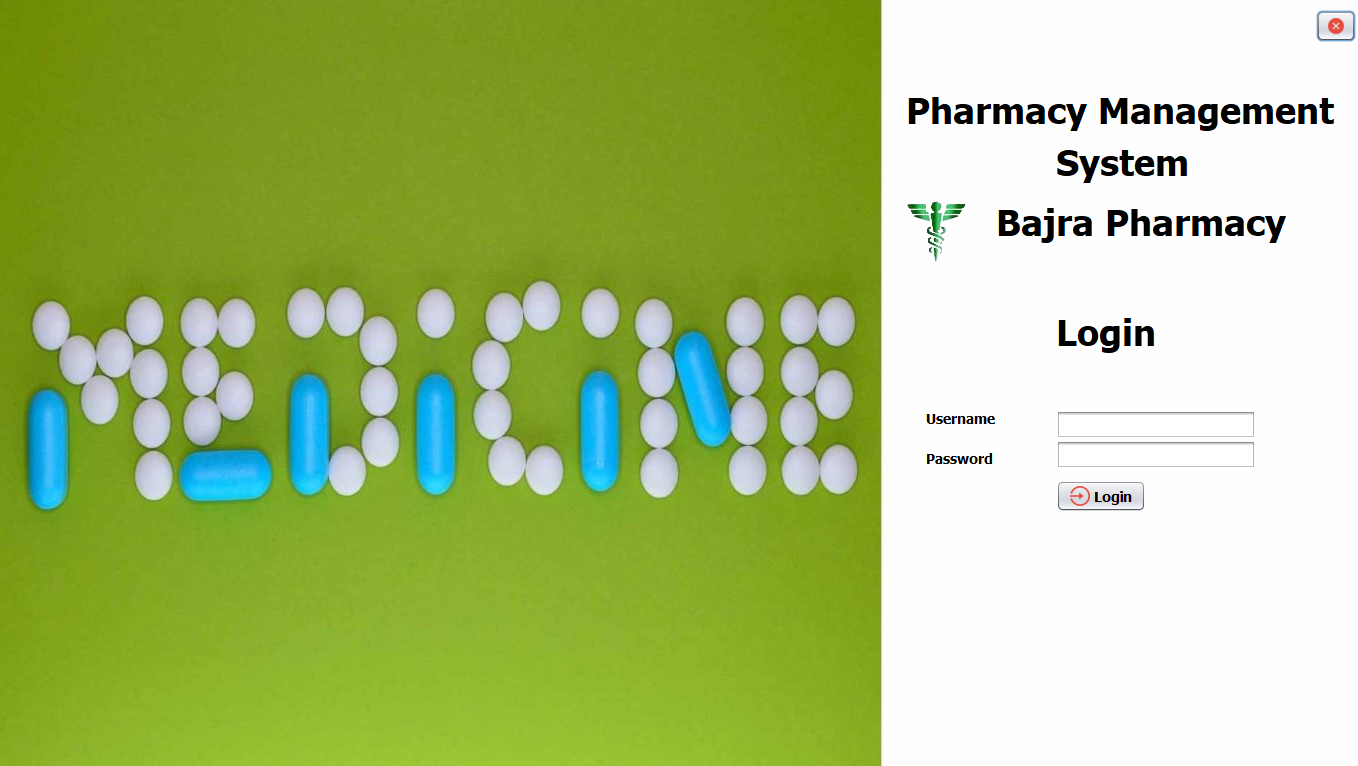 MEDICINE
Pharmacy Management
System
Bajra Pharmacy
Login
Username
Password
Login